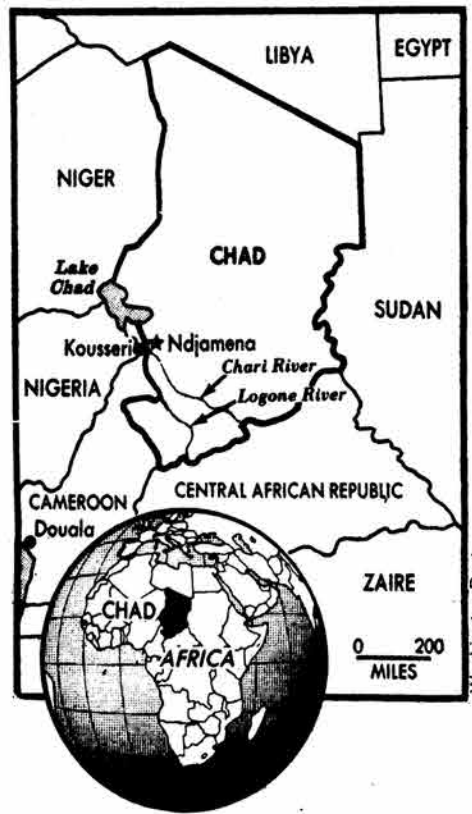 LIBYA
EGYPT
NIGER
CHAD
Lake
Chad
SUDAN
Kousseri
Ndjamena
Chari River
NIGERIA
Logone River
CAMEROON
Douala
CENTRAL AFRICAN REPUBLIC
ZAIRE
CHAD
AFRICA
0 200
MILES